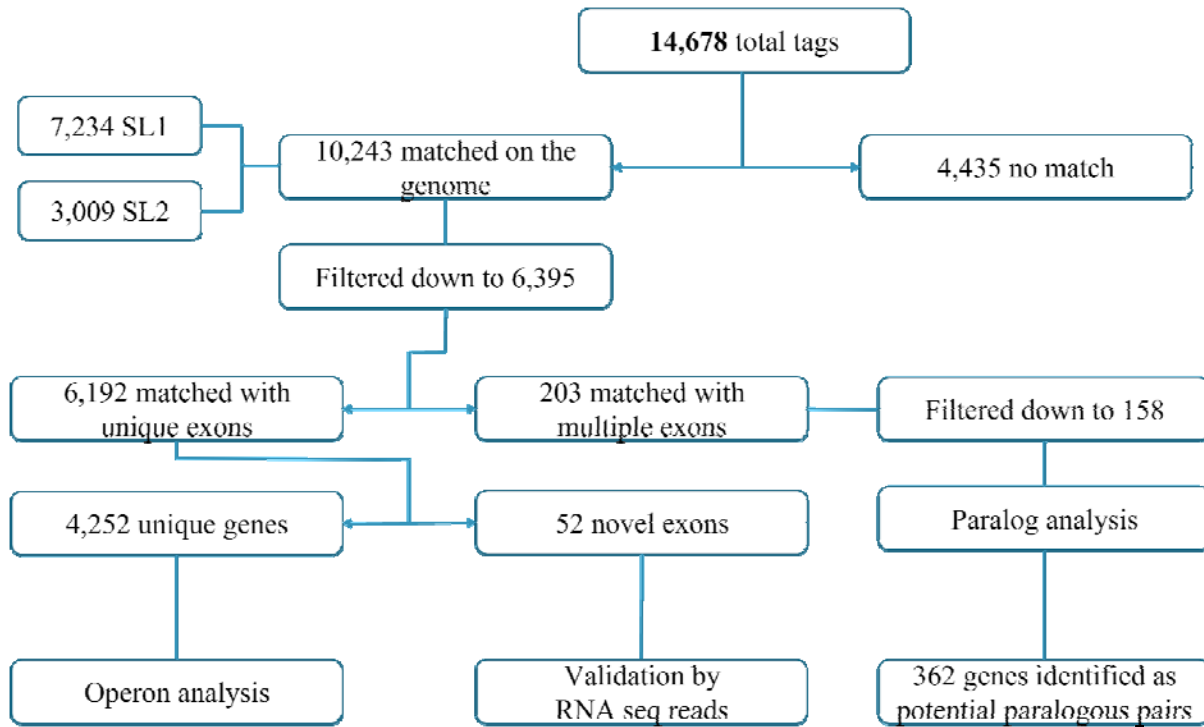 14,678 total tags
7,234 SL1
3,009 SL2
10,243 matched on the
genome
4,435 no match
Filtered down to 6,395
6,192 matched with
unique exons
203 matched with
multiple exons
Filtered down to 158
4,252 unique genes
52 novel exons
Paralog analysis
Operon analysis
Validation by
RNA seq reads
362 genes identified as
potential paralogous pairs